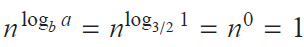 n^{log_b a} = n^{log_{3/2} 1} = n^0 = 1